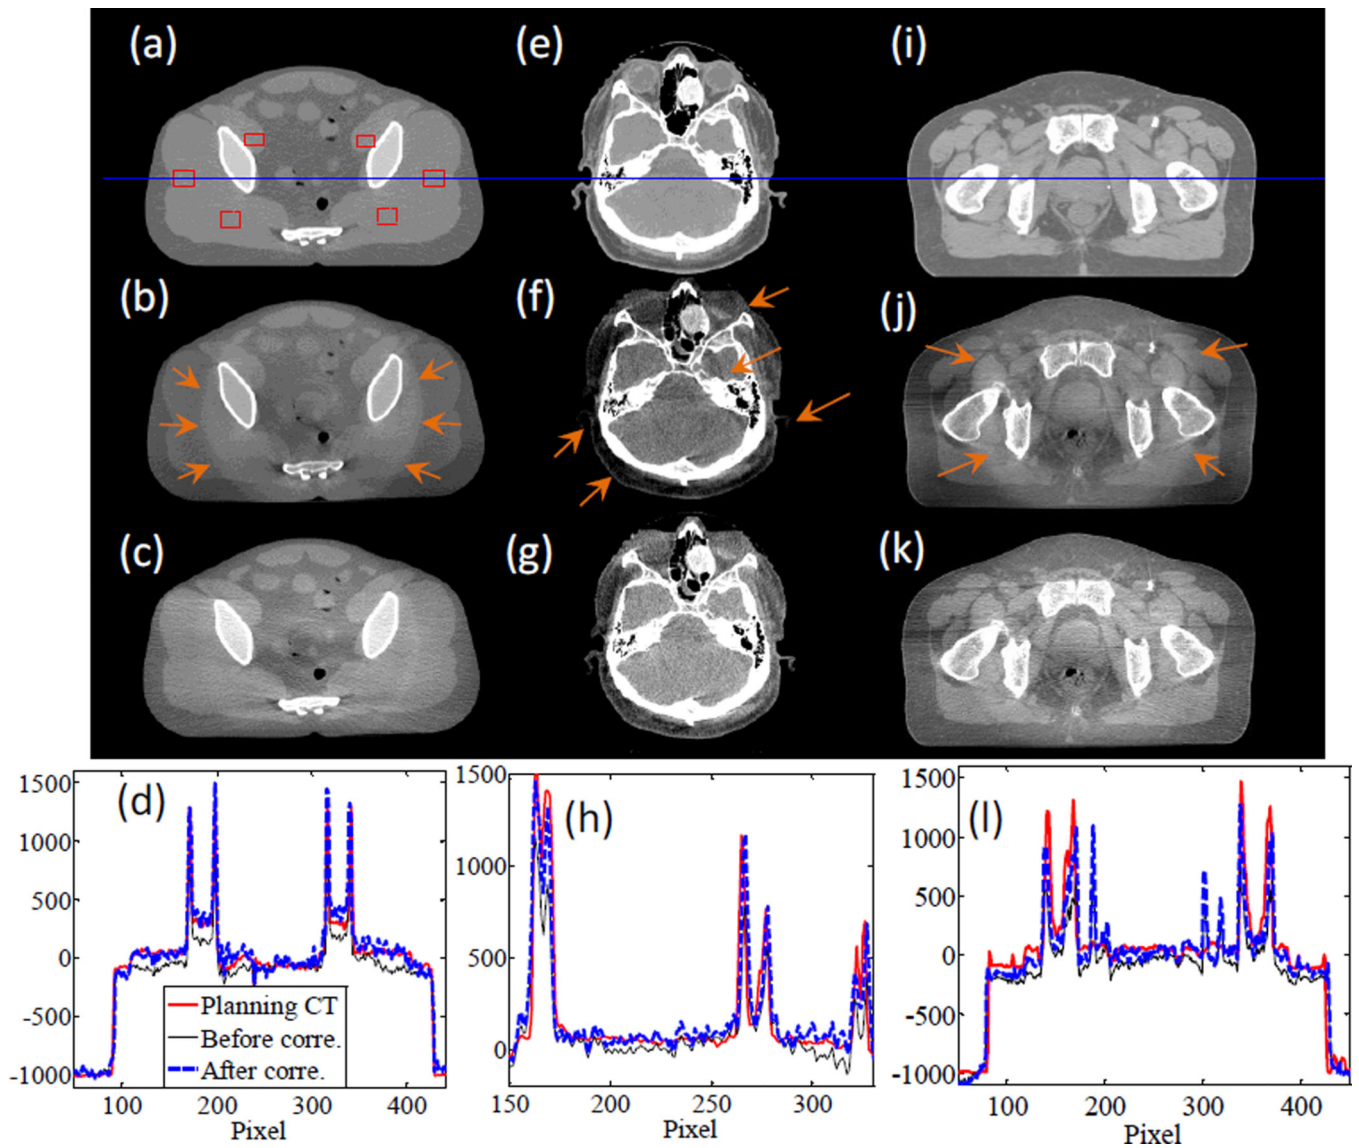 (a) (e) (i)
(b) (f) (j)
(c) (g) (k)
1500
1000
500
0
-500
-1000
(d)
Planning CT
Before corre.
After corre.
100 200 300 400
Pixel
1500
1000
500
0
(h)
150 200 250 300
Pixel
1500
1000
500
0
-500
-1000
(l)
100 200 300 400
Pixel